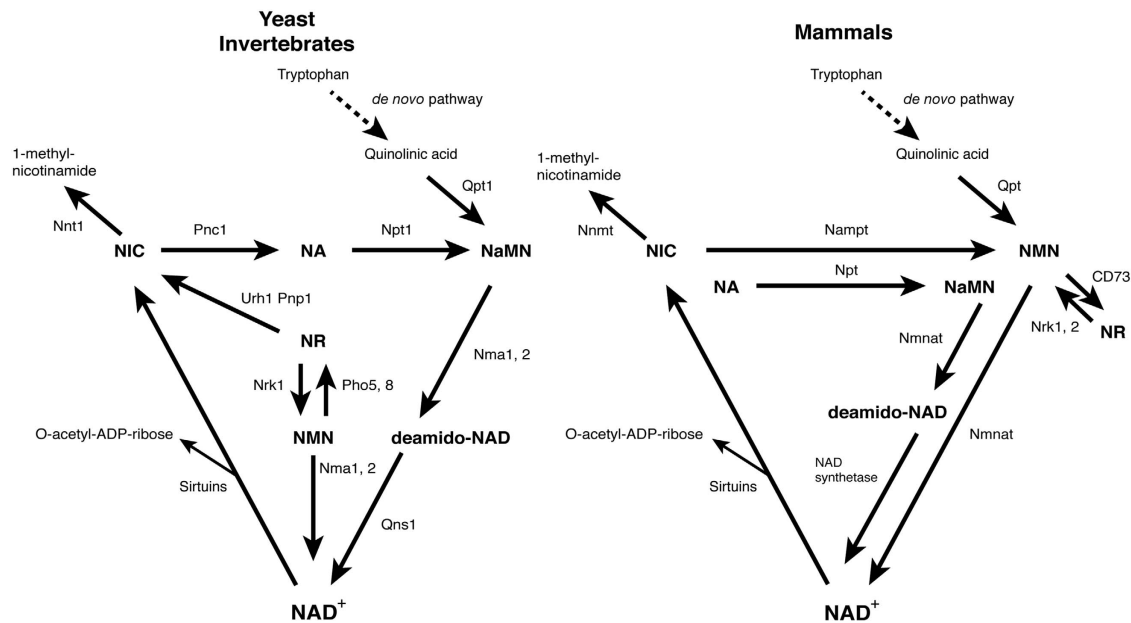 Yeast
Invertebrates
Tryptophan
de novo pathway
Quinolinic acid
1-methyl-
nicotinamide
Qpt1
Nnt1
Pnc1
Npt1
NIC
NA
NaMN
Urh1 Pnp1
NR
Nma1, 2
Nrk1
Pho5, 8
NMN
deamido-NAD
O-acetyl-ADP-ribose
Nma1, 2
Sirtuins
Qns1
NAD+
Mammals
Tryptophan
de novo pathway
Quinolinic acid
1-methyl-
nicotinamide
Qpt
Nnmt
Nampt
NIC
NMN
Npt
CD73
NA
NaMN
Nrk1, 2
NR
Nmnat
deamido-NAD
O-acetyl-ADP-ribose
Nmnat
NAD
synthetase
Sirtuins
NAD+